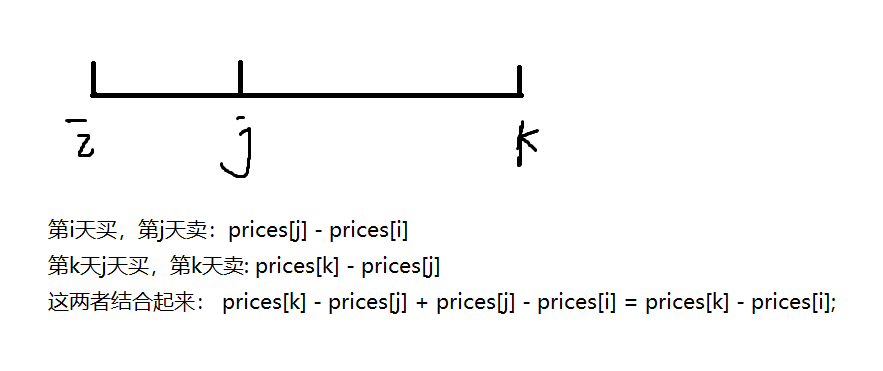 i j k
第i天买，第j天卖：prices[j] - prices[i]
第k天j天买，第k天卖: prices[k] - prices[j]
这两者结合起来： prices[k] - prices[j] + prices[j] - prices[i] = prices[k] - prices[i];